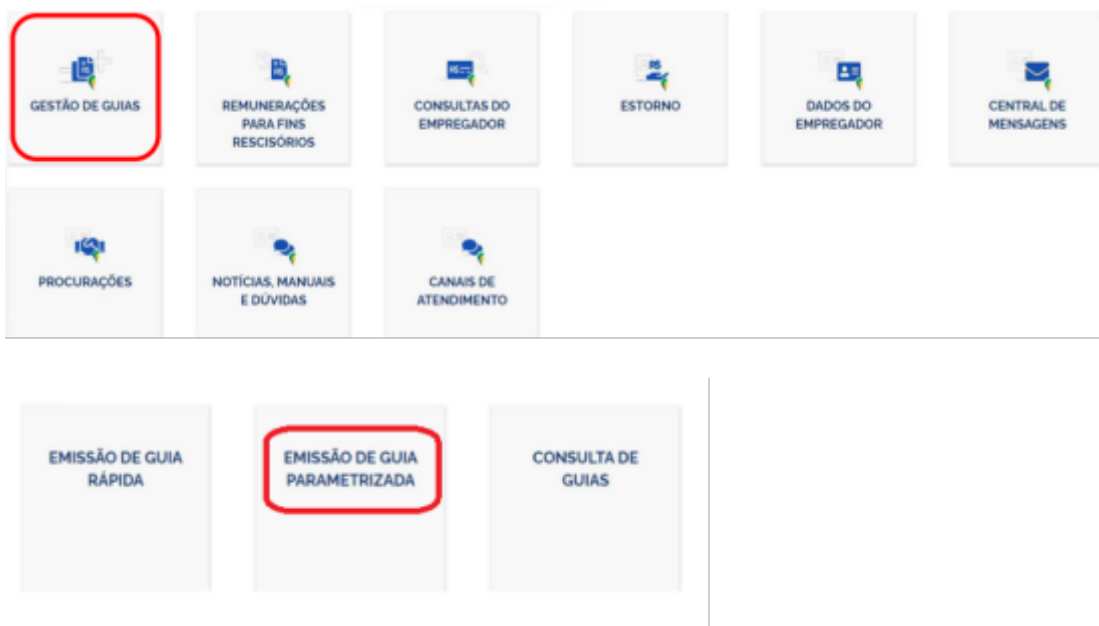 GESTÃO DE GUIAS
REMUNERAÇÕES
PARA FINS
RESCISÓRIOS
CONSULTAS DO
EMPREGADOR
ESTORNO
DADOS DO
EMPREGADOR
CENTRAL DE
MENSAGENS
PROCURAÇÕES
NOTÍCIAS, MANUAIS
E DÚVIDAS
CANAIS DE
ATENDIMENTO
EMISSÃO DE GUIA
RÁPIDA
EMISSÃO DE GUIA
PARAMETRIZADA
CONSULTA DE
GUIAS